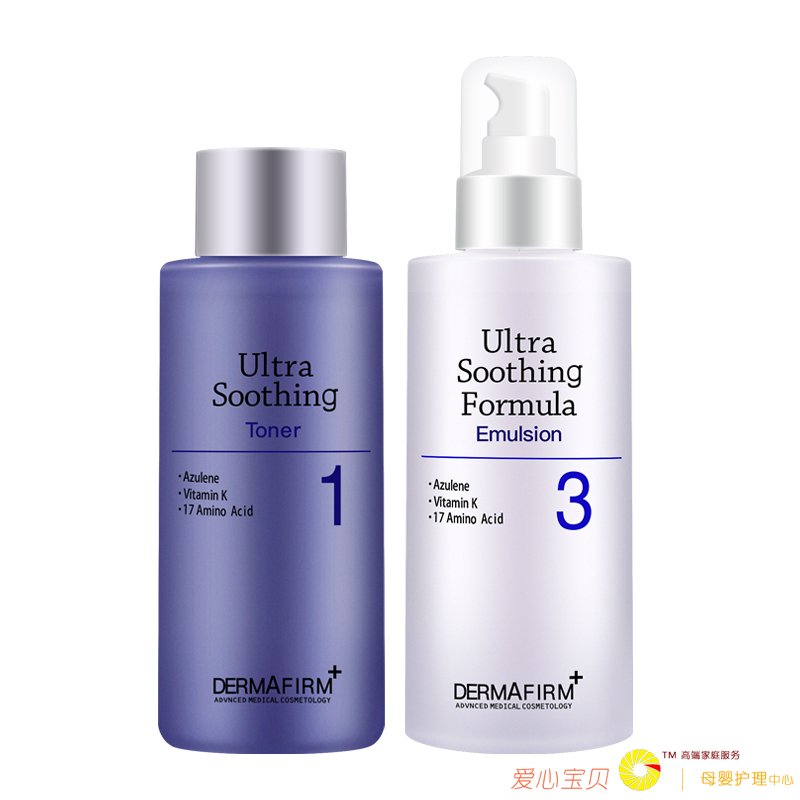 Ultra
Soothing
Toner
• Azulene
• Vitamin K
• 17 Amino Acid
1
DERMAFIRM+
ADVNCED MEDICAL COSMETOLOGY
Ultra
Soothing
Formula
Emulsion
• Azulene
• Vitamin K
• 17 Amino Acid
3
DERMAFIRM+
ADVNCED MEDICAL COSMETOLOGY
爱心宝贝
TM 高端家庭服务
母婴护理中心